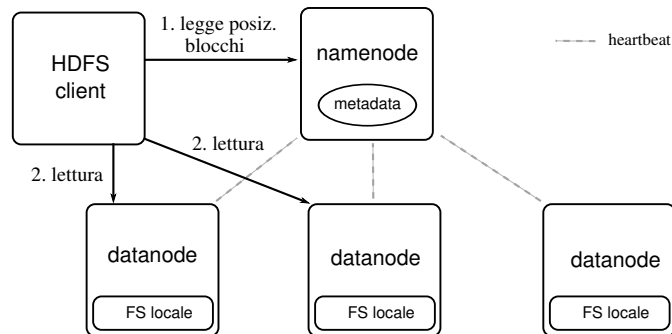 1. legge posiz.
blocchi
HDFS
client
namenode
metadata
heartbeat
2. lettura
2. lettura
datanode
FS locale
datanode
FS locale
datanode
FS locale